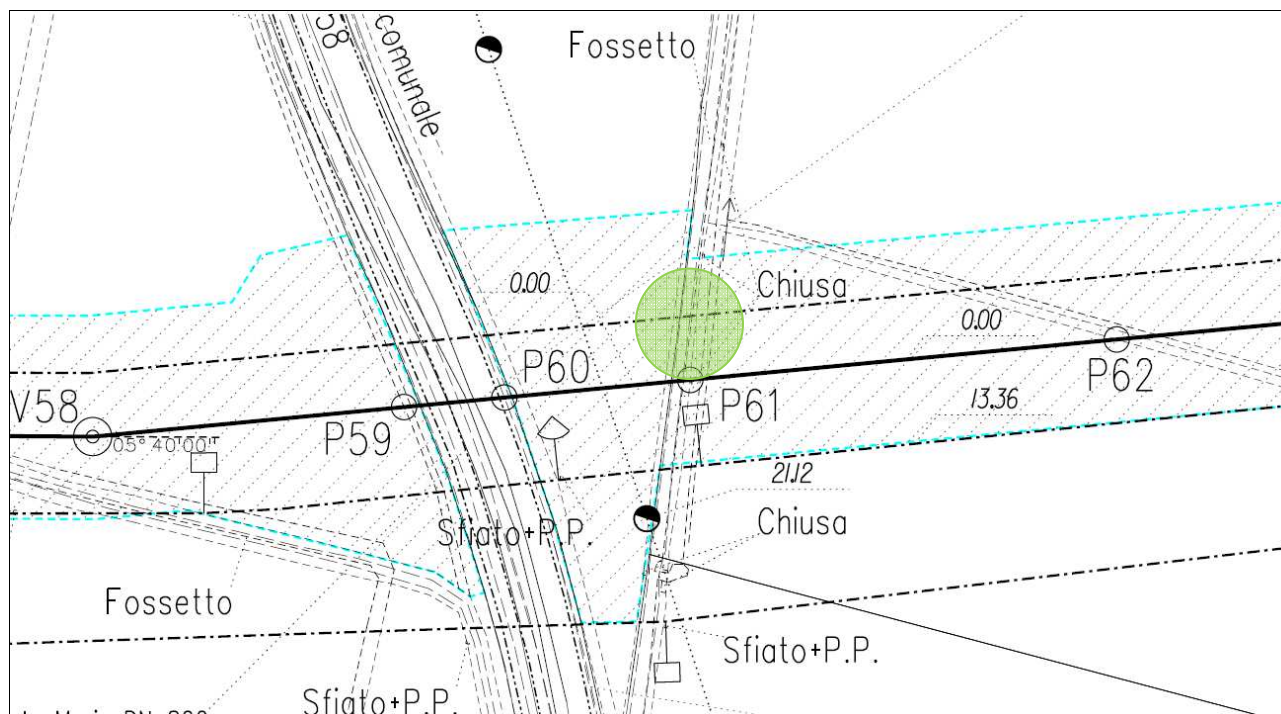 58
comunale
Fossetto
0.00
Chiusa
0.00
P60
P62
V58
P59
P61
13.36
05° 40'00"
21.12
Sfiato+P.P.
Chiusa
Fossetto
Sfiato+P.P.
Sfiato+P.P.